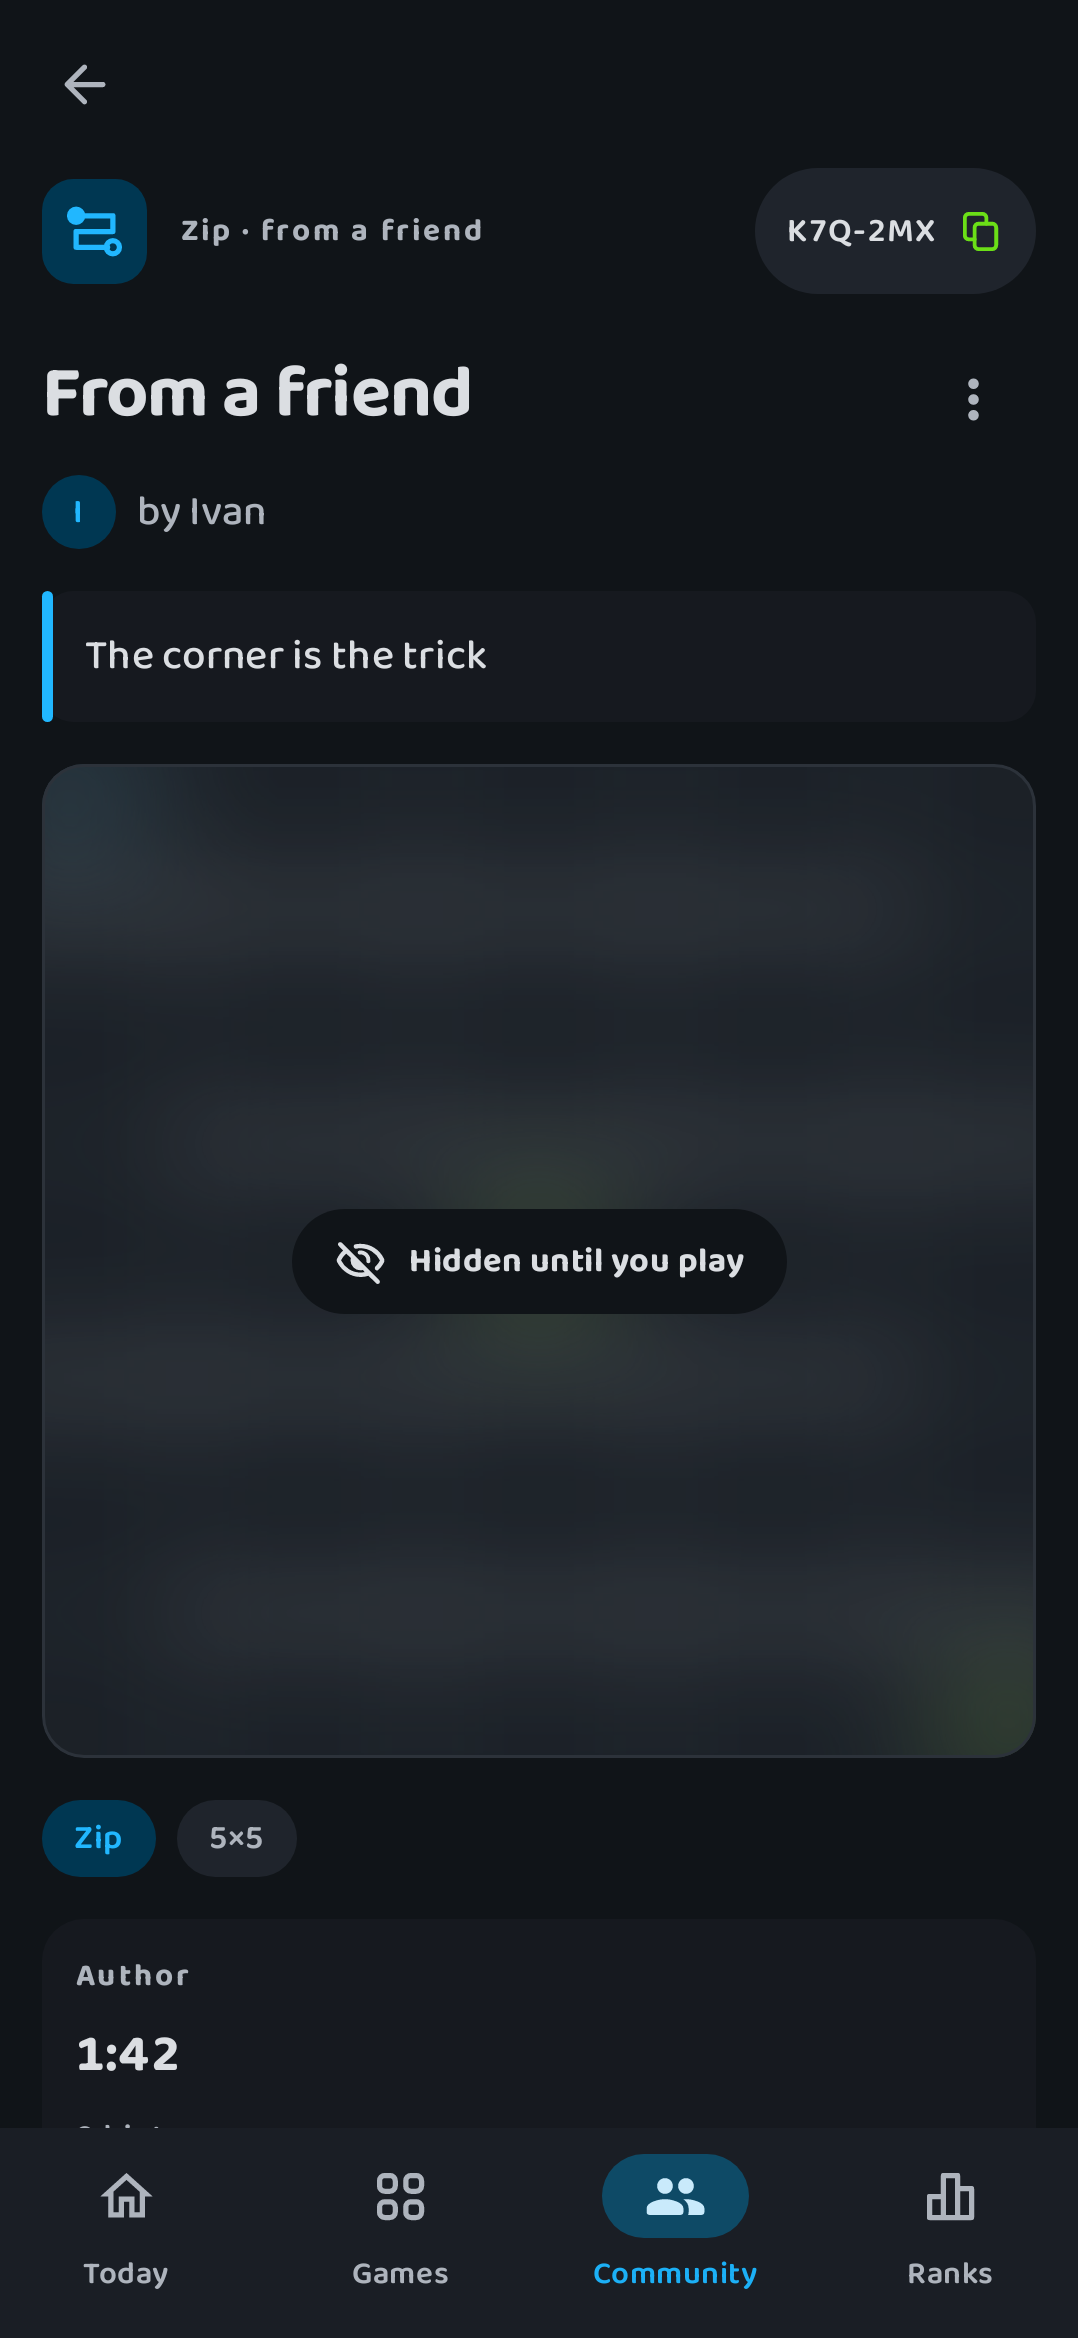 Zip · from a friend
K7Q-2MX
From a friend
I
by Ivan
The corner is the trick
Hidden until you play
Zip
5×5
Author
1:42
Today
Games
Community
Ranks